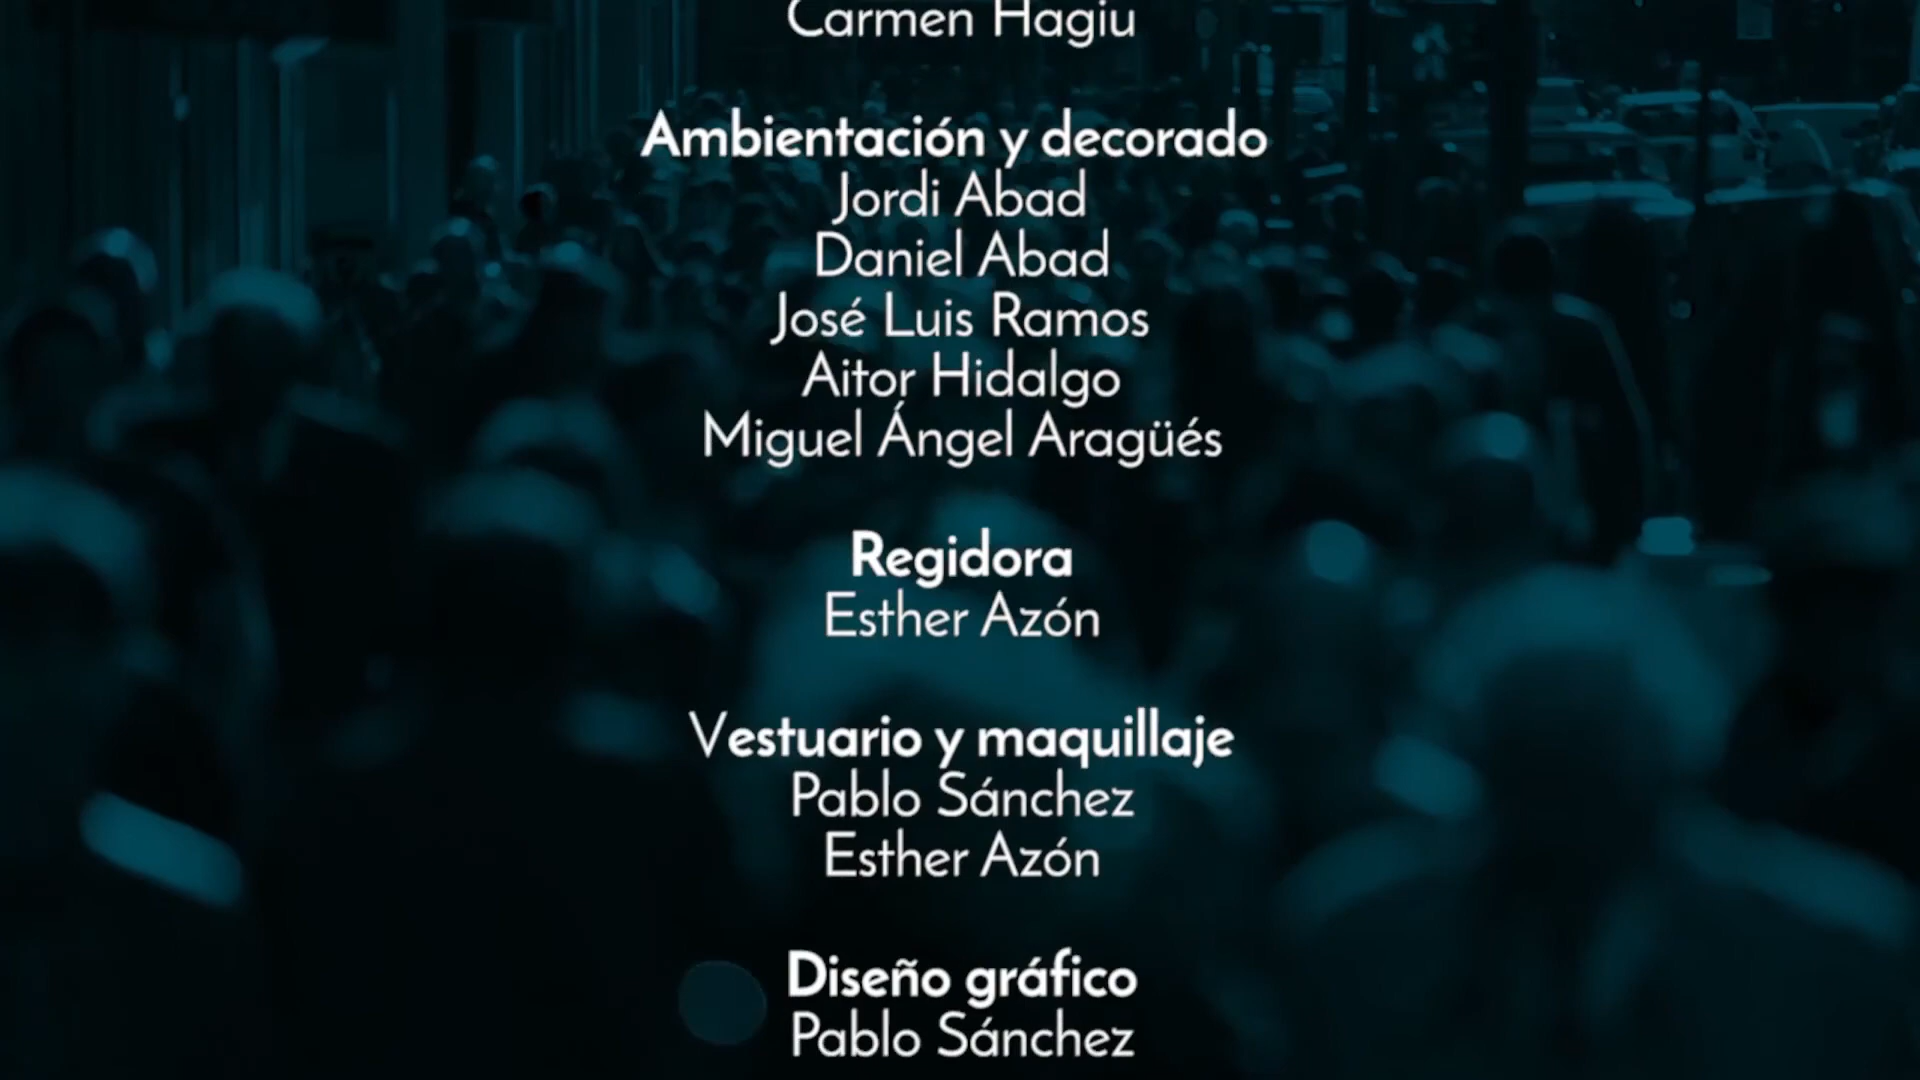 Carmen Hagiu
Ambientación y decorado
Jordi Abad
Daniel Abad
José Luis Ramos
Aitor Hidalgo
Miguel Ángel Aragüés
Regidora
Esther Azón
Vestuario y maquillaje
Pablo Sánchez
Esther Azón
Diseño gráfico
Pablo Sánchez